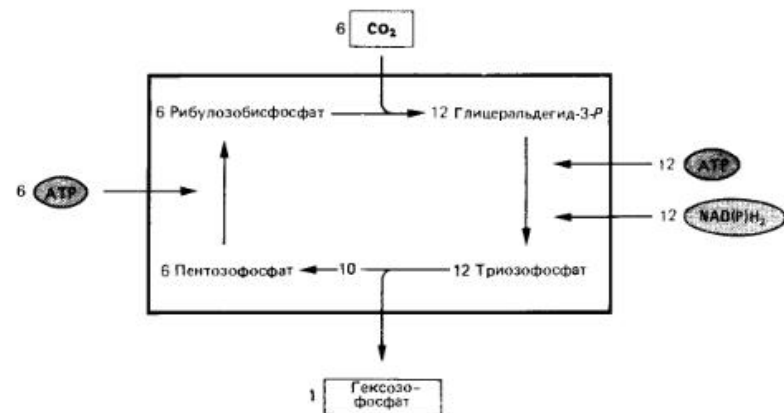 6 CO₂
6 Рибулозобисфосфат 12 Глицеральдегид-3-P
12 ATP
6 ATP
12 NAD(P)H₂
6 Пентозофосфат 10 12 Триозофосфат
1 Гексозо-
фосфат